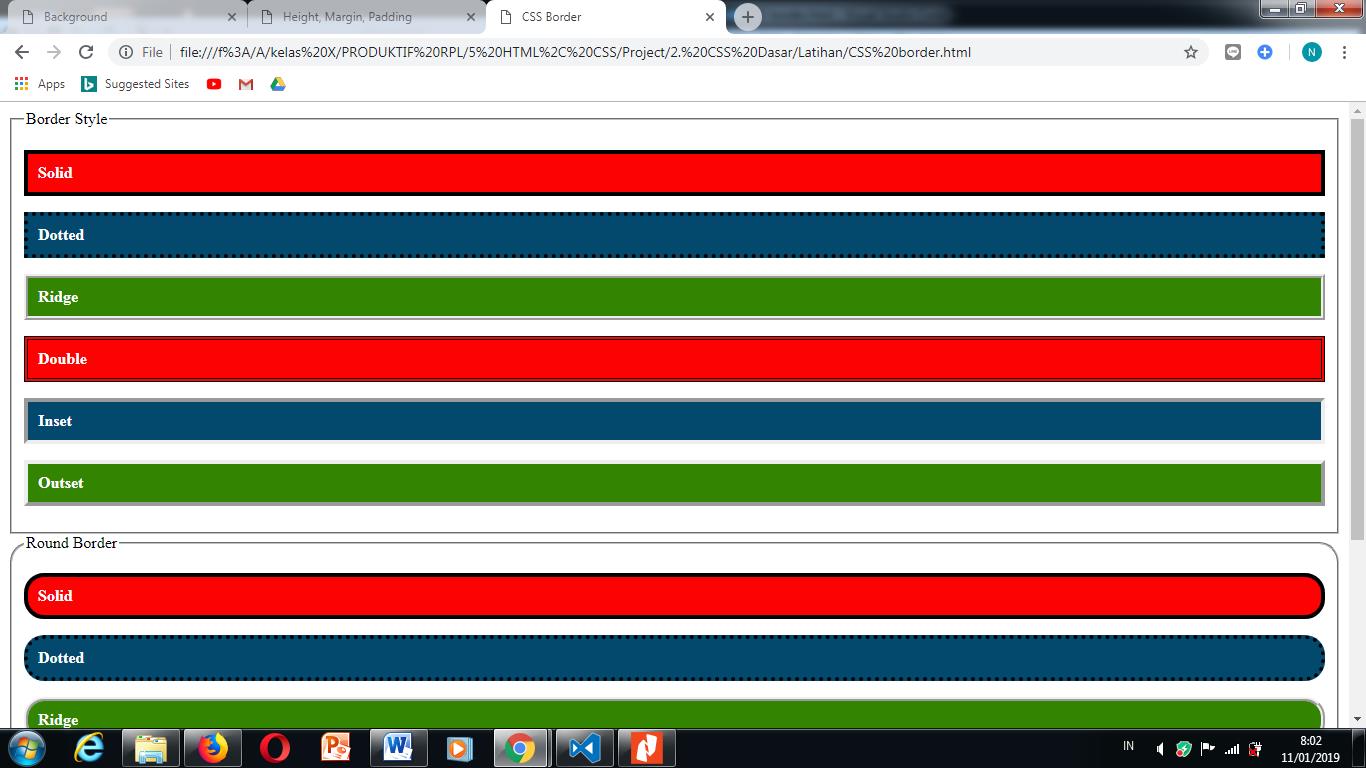 Background
Height, Margin, Padding
CSS Border
File
file:///f%3A/A/kelas%20X/PRODUKTIF%20RPL/5%20HTML%2C%20CSS/Project/2.%20CSS%20Dasar/Latihan/CSS%20border.html
N
Apps
Suggested Sites
Border Style
Solid
Dotted
Ridge
Double
Inset
Outset
Round Border
Solid
Dotted
Ridge
IN
8:02
11/01/2019